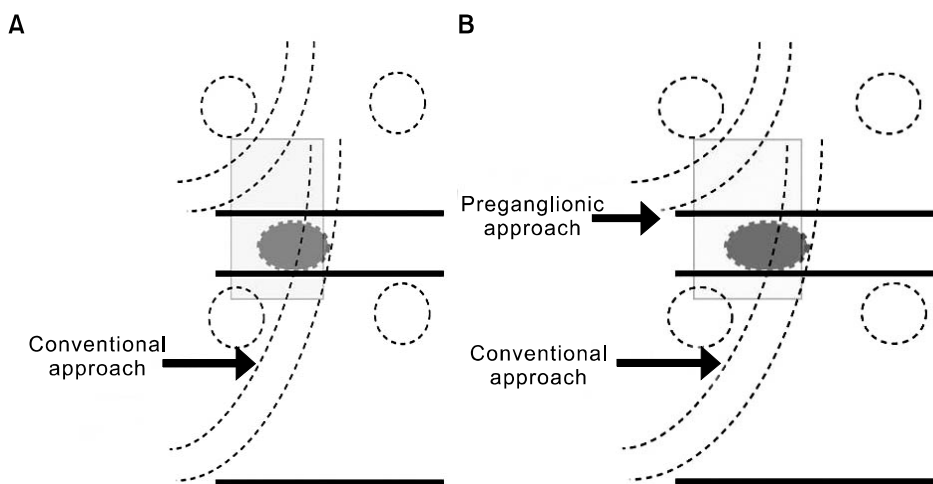 A
Conventional
approach
B
Preganglionic
approach
Conventional
approach